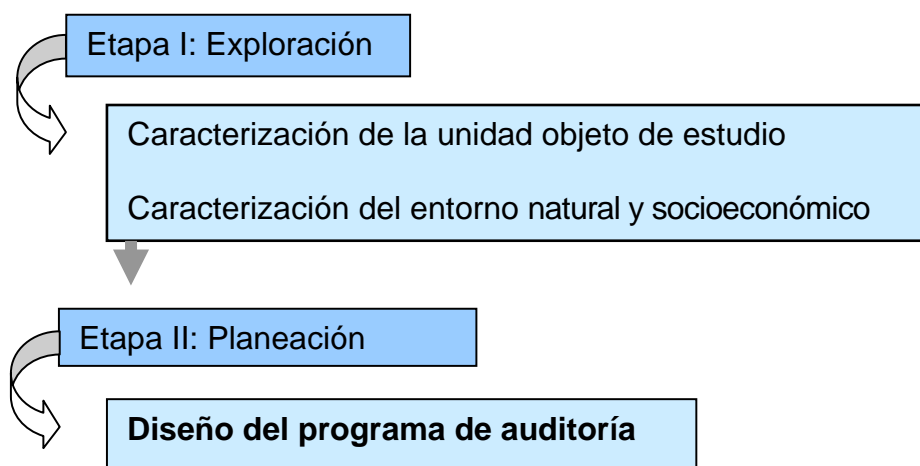 Etapa I: Exploración
Caracterización de la unidad objeto de estudio
Caracterización del entorno natural y socioeconómico
Etapa II: Planeación
Diseño del programa de auditoría